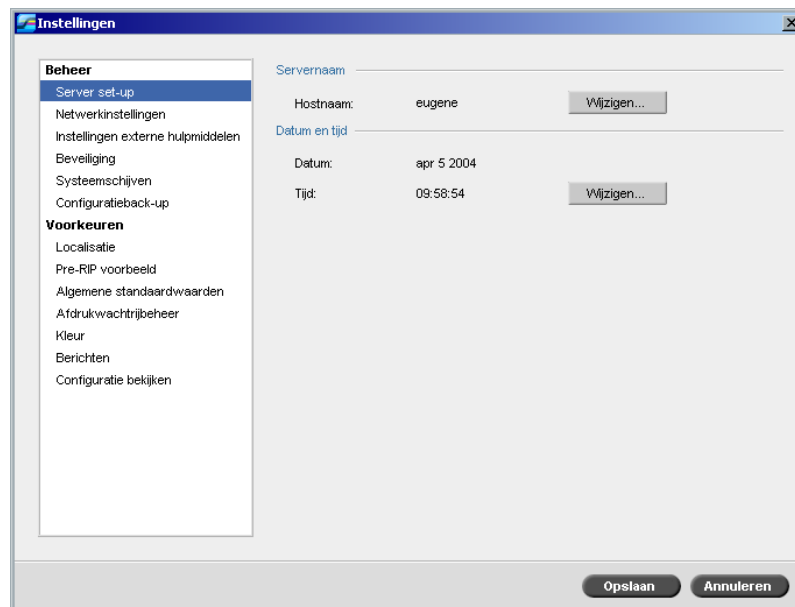 Instellingen
Beheer
Server set-up
Netwerkinstellingen
Instellingen externe hulpmiddelen
Beveiliging
Systeemschijven
Configuratieback-up
Voorkeuren
Localisatie
Pre-RIP voorbeeld
Algemene standaardwaarden
Afdrukwachtrijbeheer
Kleur
Berichten
Configuratie bekijken
Servernaam
Hostnaam: eugene Wijzigen...
Datum en tijd
Datum: apr 5 2004
Tijd: 09:58:54 Wijzigen...
Opslaan Annuleren